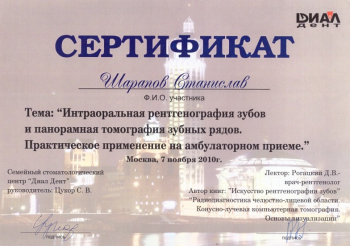 ДИАЛ
ДЕНТ
СЕРТИФИКАТ
Шарапов Станислав
Ф.И.О. участника
Тема: "Интраоральная рентгенография зубов
и панорамная томография зубных рядов.
Практическое применение на амбулаторном приеме."
Москва, 7 ноября 2010г.
Семейный стоматологический
центр "Диал Дент"
руководитель: Цукор С. В.
Лектор: Рогацкин Д.В.-
врач-рентгенолог
Автор книг: "Искусство рентгенографии зубов"
"Радиодиагностика челюстно-лицевой области
Конусно-лучевая компьютерная томография
Основы визуализации"
подпись
подпись